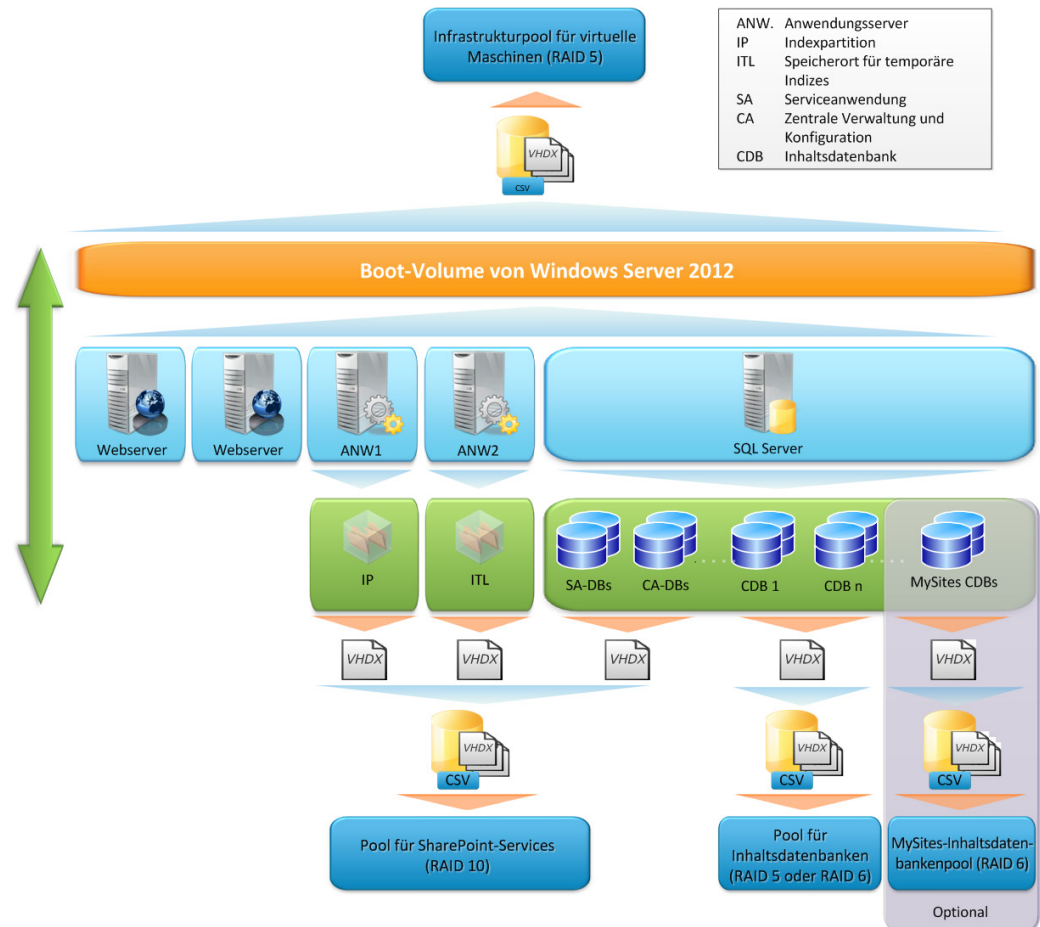 Infrastrukturpool für virtuelle
Maschinen (RAID 5)
ANW. Anwendungsserver
IP Indexpartition
ITL Speicherort für temporäre
Indizes
SA Serviceanwendung
CA Zentrale Verwaltung und
Konfiguration
CDB Inhaltsdatenbank
VHDX
CSV
Boot-Volume von Windows Server 2012
Webserver
Webserver
ANW1
ANW2
SQL Server
IP
ITL
SA-DBs
CA-DBs
CDB 1
CDB n
MySites CDBs
VHDX
VHDX
VHDX
VHDX
VHDX
VHDX
CSV
VHDX
CSV
VHDX
CSV
Pool für SharePoint-Services
(RAID 10)
Pool für
Inhaltsdatenbanken
(RAID 5 oder RAID 6)
MySites-Inhaltsdaten-
bankenpool (RAID 6)
Optional